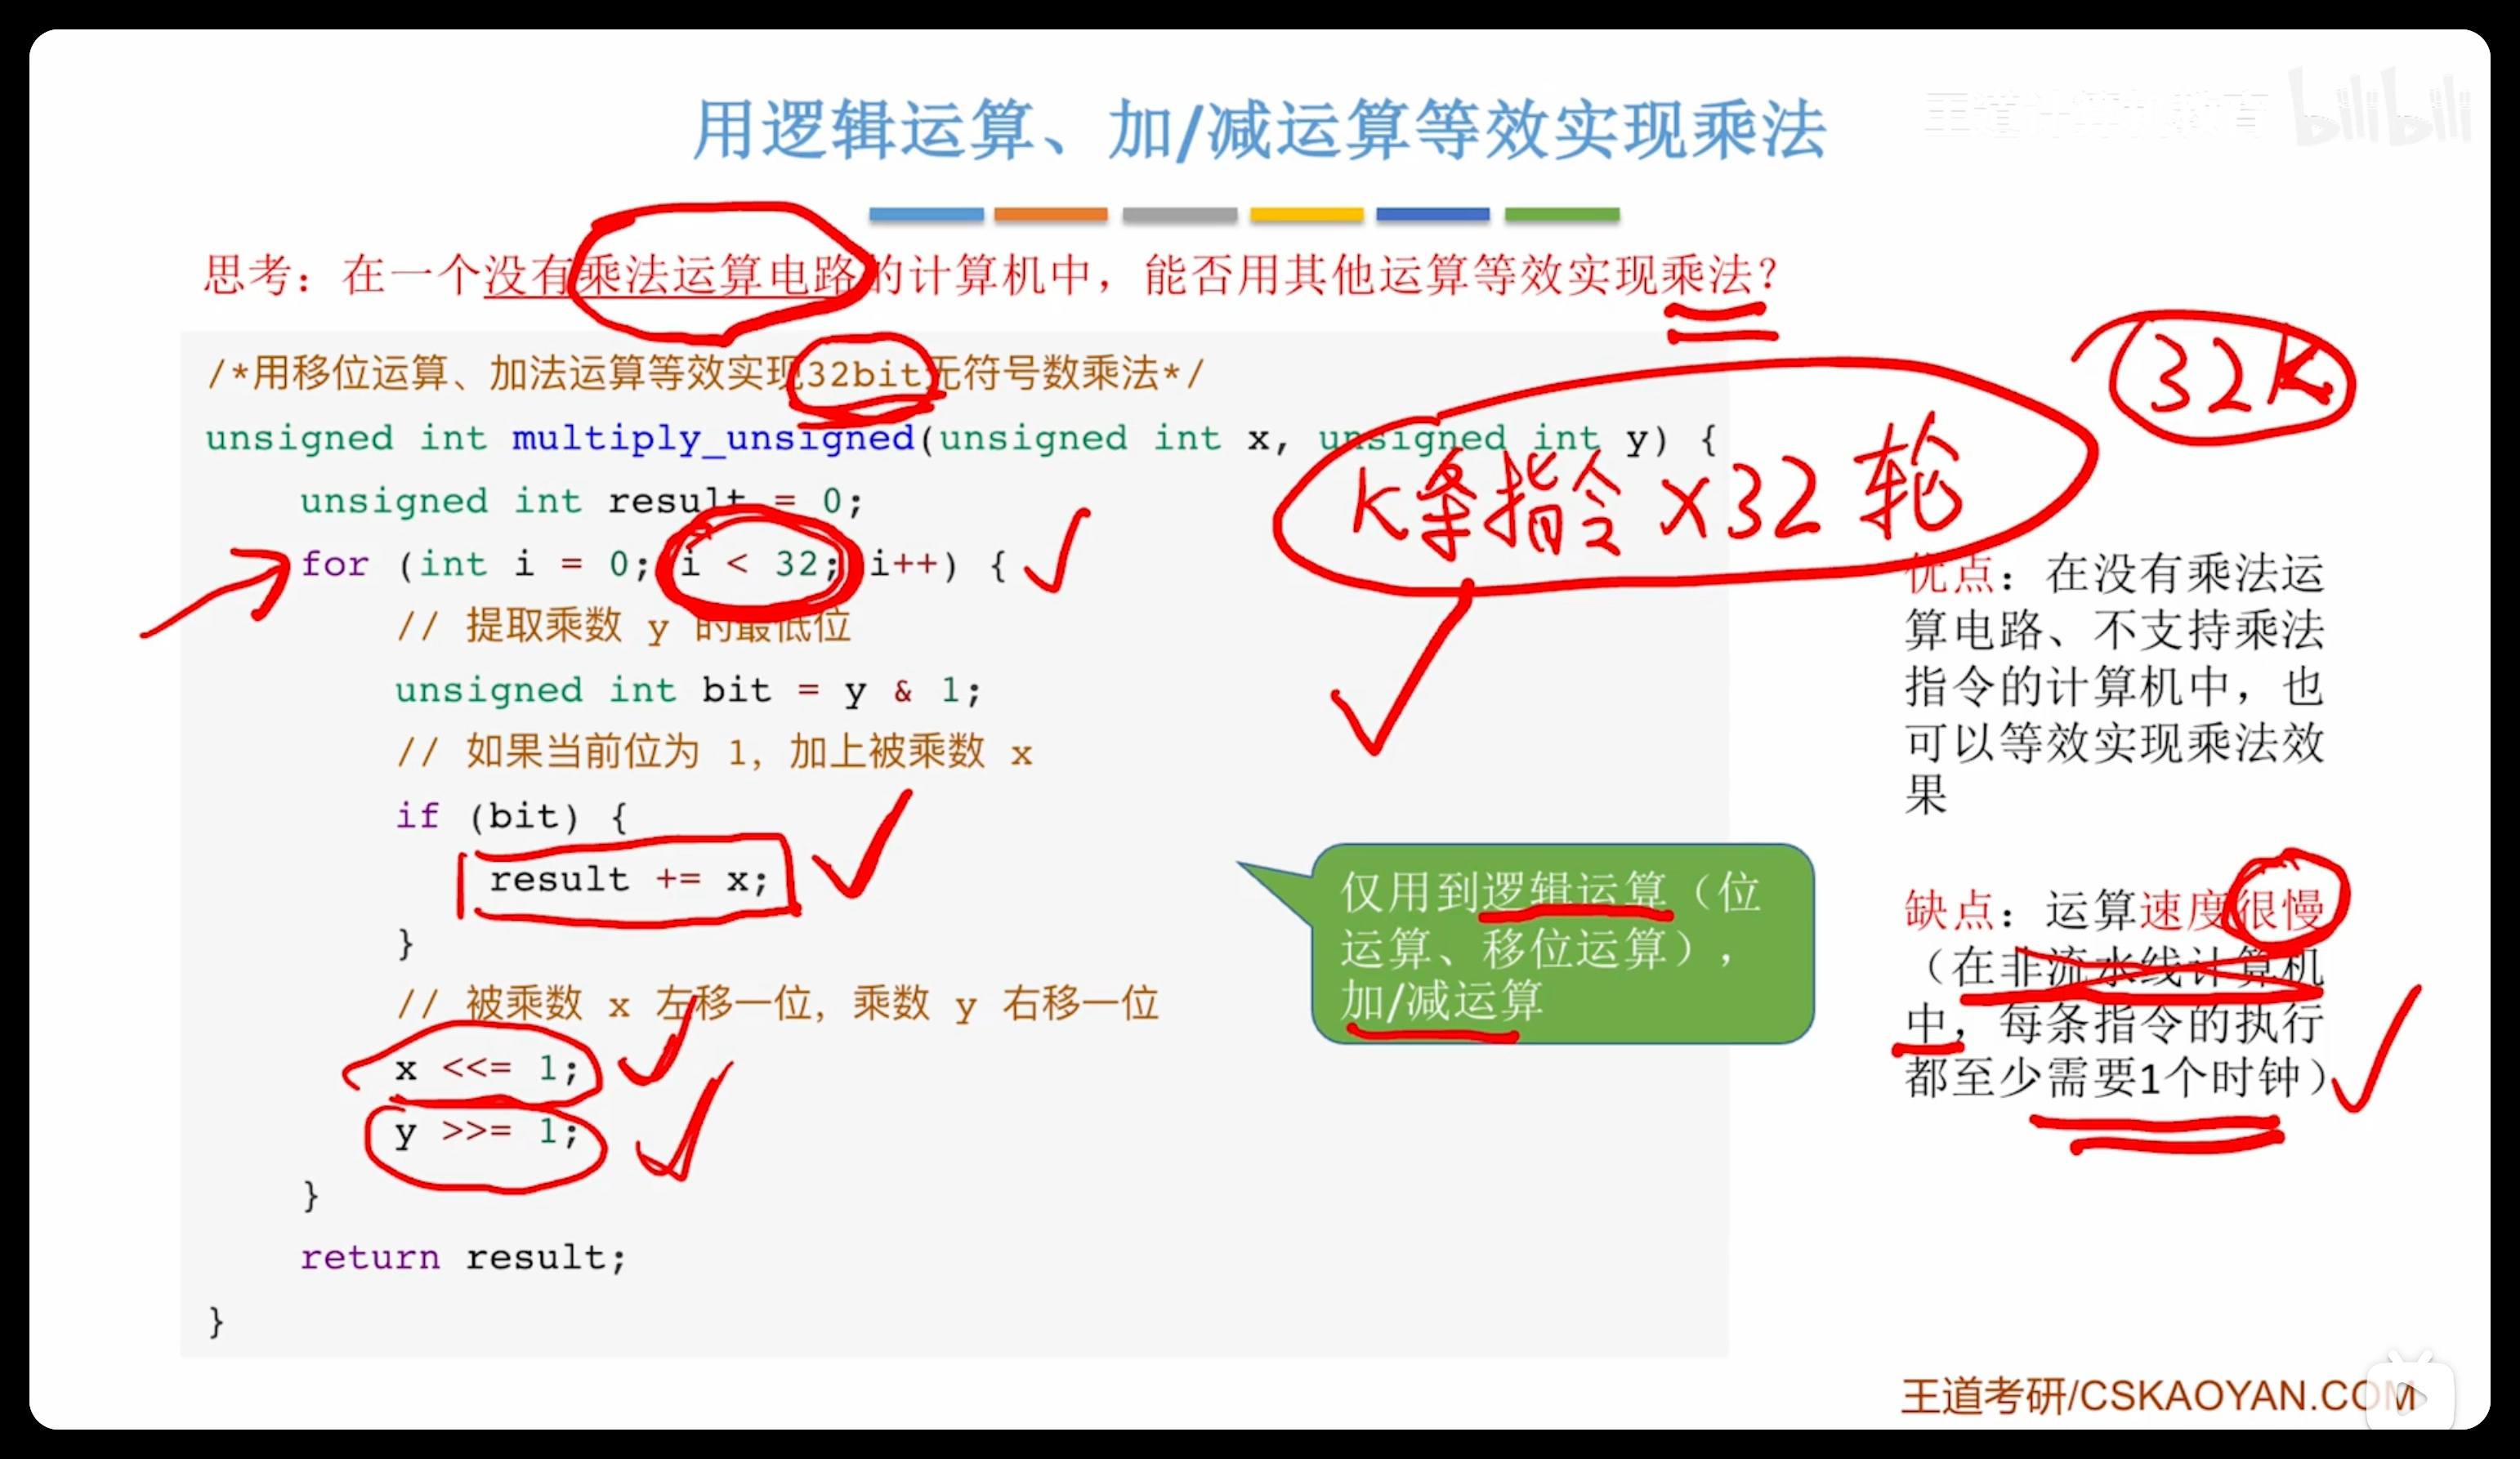 用逻辑运算、加/减运算等效实现乘法
bilibili
思考：在一个没有乘法运算电路的计算机中，能否用其他运算等效实现乘法？
32K
/*用移位运算、加法运算等效实现32bit无符号数乘法*/
unsigned int multiply_unsigned(unsigned int x, unsigned int y) {
K条指令 x32 轮
unsigned int result = 0;
for (int i = 0; i < 32; i++) {
// 提取乘数 y 的最低位
unsigned int bit = y & 1;
// 如果当前位为 1，加上被乘数 x
if (bit) {
result += x;
}
// 被乘数 x 左移一位，乘数 y 右移一位
x <<= 1;
y >>= 1;
}
return result;
}
仅用到逻辑运算（位
运算、移位运算），
加/减运算
优点：在没有乘法运
算电路、不支持乘法
指令的计算机中，也
可以等效实现乘法效
果
缺点：运算速度很慢
（在非流水线计算机
中，每条指令的执行
都至少需要1个时钟）
王道考研/CSKAOYAN.COM